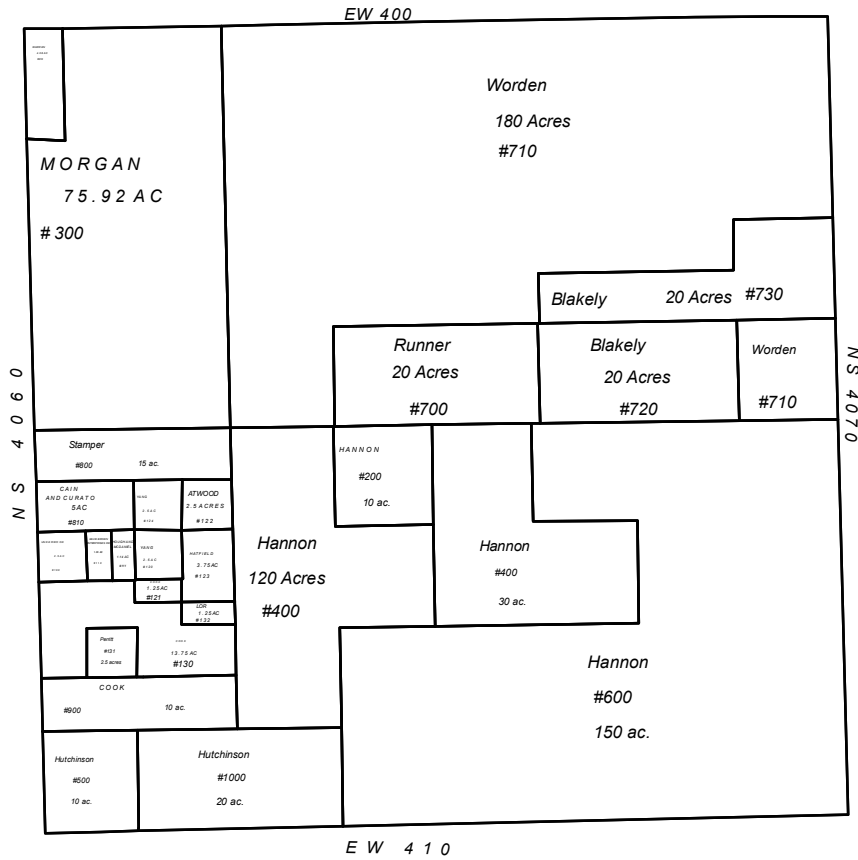 EW 400
Worden
180 Acres
#710
MORGAN
75.92 AC
# 300
Blakely 20 Acres #730
Runner
20 Acres
#700
Blakely
20 Acres
#720
Worden
#710
NS 4060
NS 4070
Stamper
#800 15 ac.
CAIN
AND CURATO
5AC
#810
ATWOOD
2.5 ACRES
#122
HANNON
#200
10 ac.
HATFIELD
3.75AC
#123
1.25AC
#121
LOR
1.25AC
#132
Hannon
120 Acres
#400
Hannon
#400
30 ac.
Perritt
#131
2.5 acres
13.75 AC
#130
COOK
#900 10 ac.
Hannon
#600
150 ac.
Hutchinson
#500
10 ac.
Hutchinson
#1000
20 ac.
EW 410